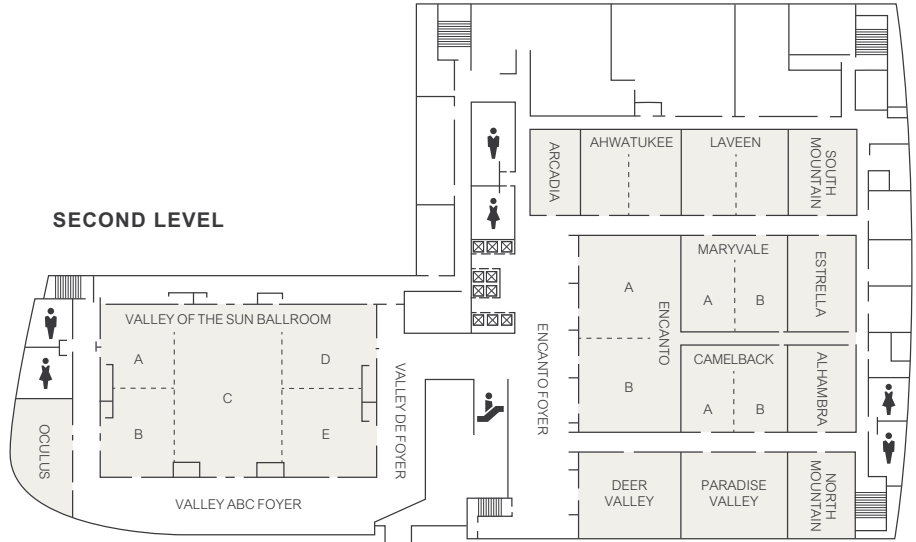 SECOND LEVEL
ARCADIA
AHWATUKEE
LAVEEN
SOUTH
MOUNTAIN
MARYVALE
A
B
ESTRELLA
A
ENCANTO
B
CAMELBACK
A
B
ALHAMBRA
ENCANTO FOYER
VALLEY OF THE SUN BALLROOM
A
D
C
B
E
VALLEY DE FOYER
OCULUS
VALLEY ABC FOYER
DEER
VALLEY
PARADISE
VALLEY
NORTH
MOUNTAIN